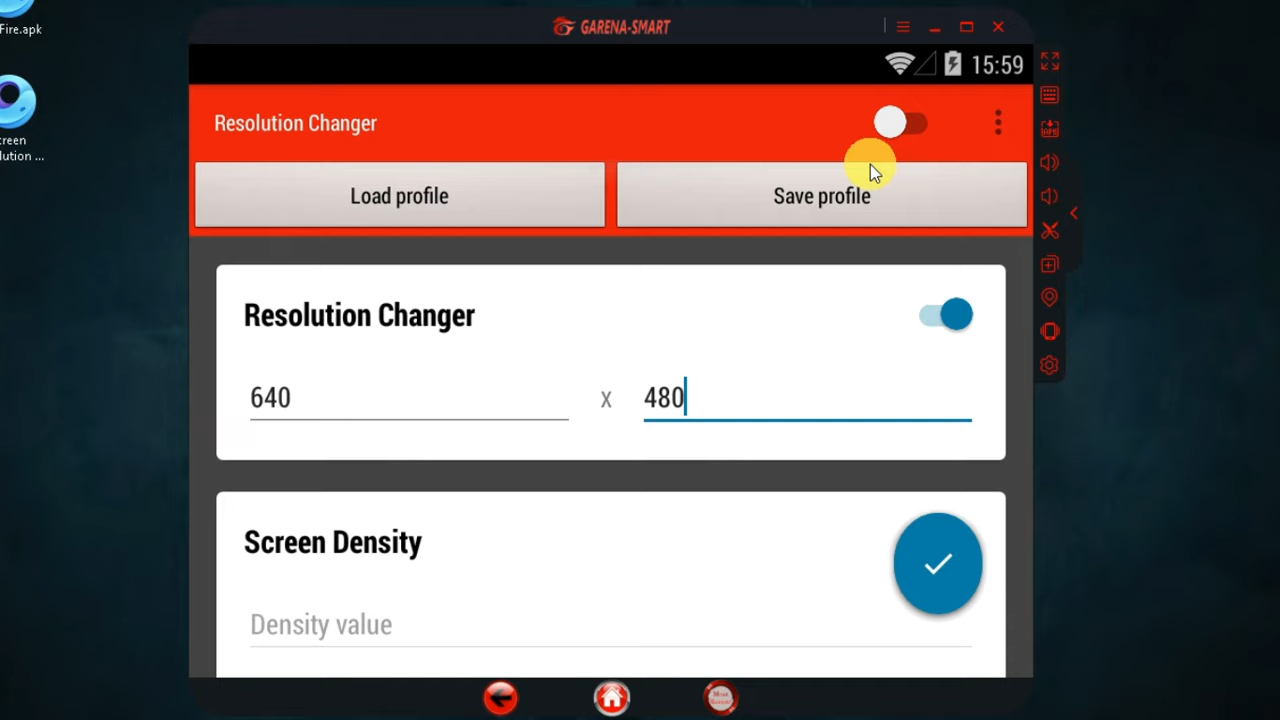 Fire.apk
GARENA-SMART
15:59
Resolution Changer
creen
lution ...
Load profile
Save profile
Resolution Changer
640 x 480
Screen Density
Density value